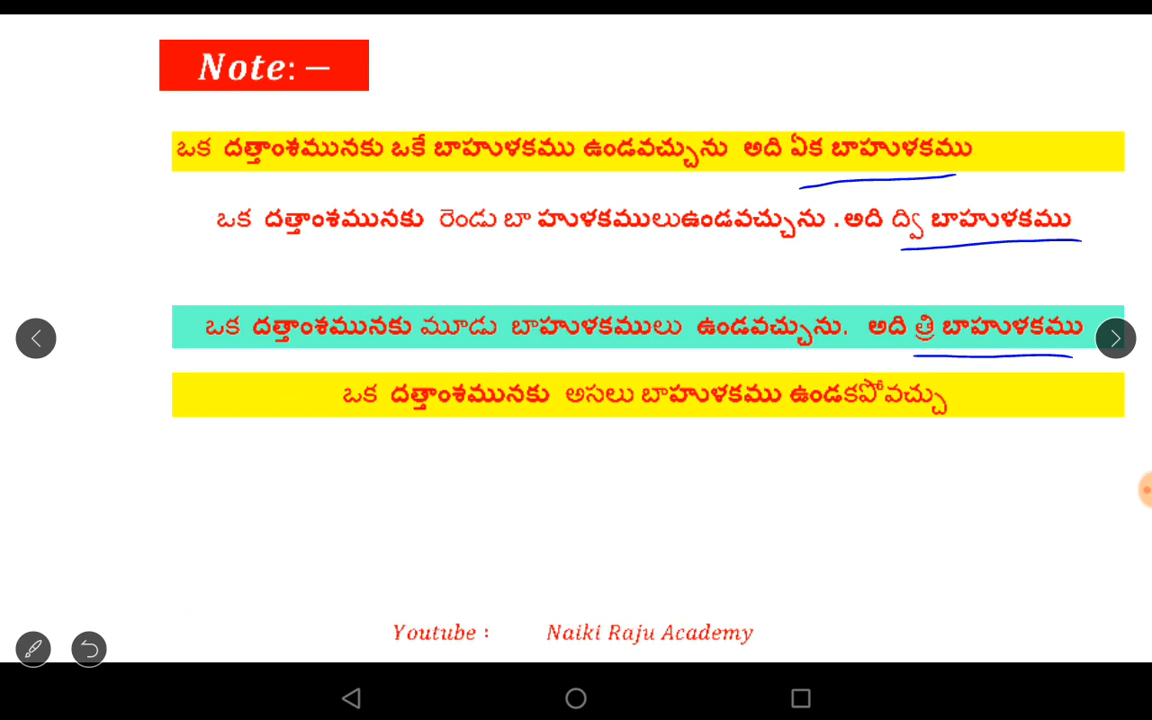 Note: −
ఒక దత్తాంశమునకు ఒకే బాహుళకము ఉండవచ్చును అది ఏక బాహుళకము
ఒక దత్తాంశమునకు రెండు బా హుళకములుఉండవచ్చును . అది ద్వి బాహుళకము
ఒక దత్తాంశమునకు మూడు బాహుళకములు ఉండవచ్చును. అది త్రి బాహుళకము
ఒక దత్తాంశమునకు అసలు బాహుళకము ఉండకపోవచ్చు
Youtube : Naiki Raju Academy